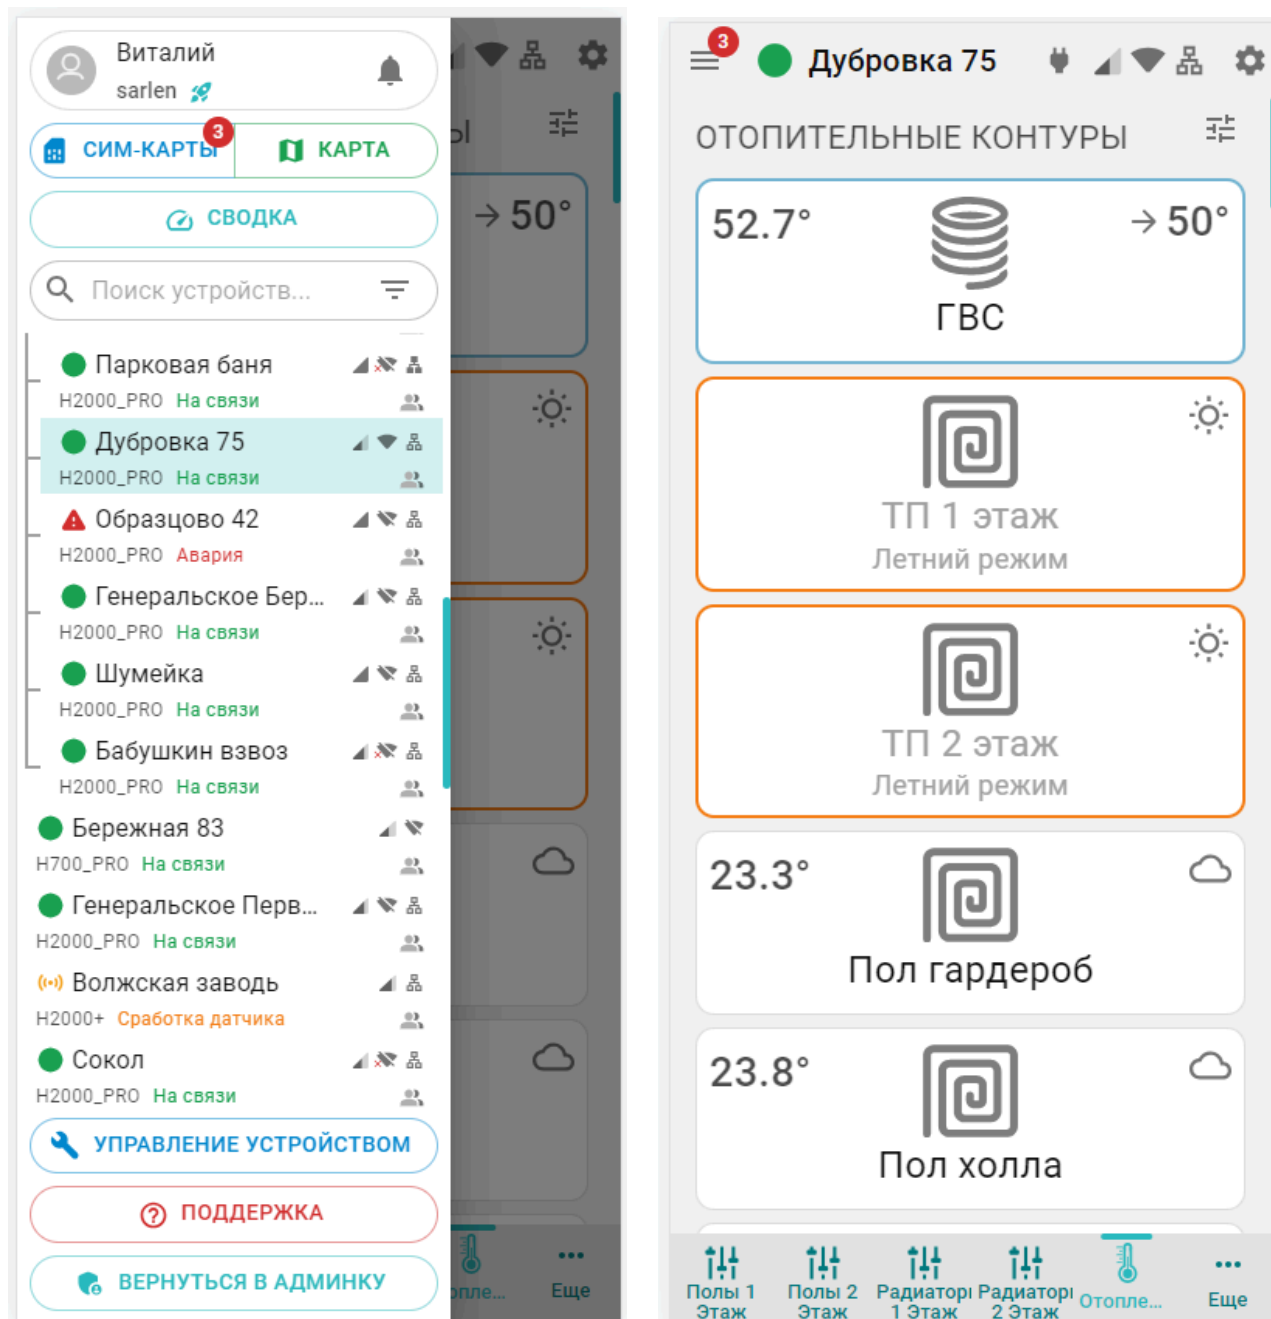 Виталий
sarlen
СИМ-КАРТЫ
3
КАРТА
СВОДКА
Поиск устройств...
Парковая баня
H2000_PRO На связи
Дубровка 75
H2000_PRO На связи
Образцово 42
H2000_PRO Авария
Генеральское Бер...
H2000_PRO На связи
Шумейка
H2000_PRO На связи
Бабушкин взвоз
H2000_PRO На связи
Бережная 83
H700_PRO На связи
Генеральское Перв...
H2000_PRO На связи
Волжская заводь
H2000+ Сработка датчика
Сокол
H2000_PRO На связи
УПРАВЛЕНИЕ УСТРОЙСТВОМ
ПОДДЕРЖКА
ВЕРНУТЬСЯ В АДМИНКУ
Ы
→ 50°
опле...
Еще
3
Дубровка 75
ОТОПИТЕЛЬНЫЕ КОНТУРЫ
52.7°
→ 50°
ГВС
ТП 1 этаж
Летний режим
ТП 2 этаж
Летний режим
23.3°
Пол гардероб
23.8°
Пол холла
Полы 1
Этаж
Полы 2
Этаж
Радиатор
1 Этаж
Радиатор
2 Этаж
Отопле...
Еще